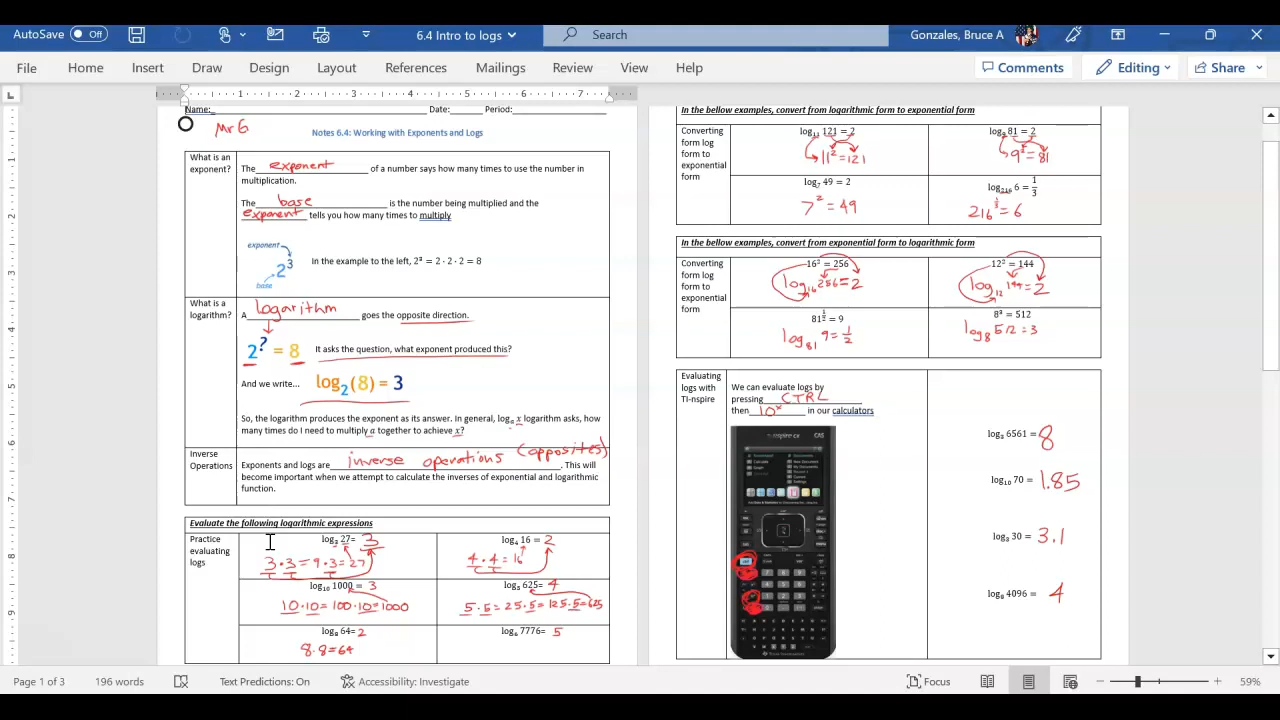 AutoSave Off
6.4 Intro to logs
Search
Gonzales, Bruce A
File Home Insert Draw Design Layout References Mailings Review View Help
Comments Editing Share
1 2 3 4 5 6 7
Name: Date: Period:
Mr G
Notes 6.4: Working with Exponents and Logs
What is an exponent?
The exponent of a number says how many times to use the number in
multiplication.
The base is the number being multiplied and the
exponent tells you how many times to multiply
exponent
2³
base
In the example to the left, 2³ = 2 · 2 · 2 = 8
What is a logarithm?
A logarithm goes the opposite direction.
2^? = 8 It asks the question, what exponent produced this?
And we write... log₂(8) = 3
So, the logarithm produces the exponent as its answer. In general, logₐ x logarithm asks, how
many times do I need to multiply a together to achieve x?
Inverse
Operations
Exponents and logs are inverse operations (opposites). This will
become important when we attempt to calculate the inverses of exponential and logarithmic
function.
Evaluate the following logarithmic expressions
Practice
evaluating
logs
log₃ 27= 3
3·3=9·3=27
log₄ 16 = 2
4·4=16
log₁₀ 1000 = 3
10·10=100·10=1000
log₅ 625= 4
5·5=25·5=125·5=625
log₈ 64= 2
8·8=64
log₆ 7776= 5
In the bellow examples, convert from logarithmic form to exponential form
Converting
form log
form to
exponential
form
log₁₁ 121 = 2
11²=121
log₉ 81 = 2
9²=81
log₇ 49 = 2
7²=49
log₂₁₆ 6 = 1/3
216^(1/3)=6
In the bellow examples, convert from exponential form to logarithmic form
Converting
form log
form to
exponential
form
16² = 256
log₁₆ 256=2
12² = 144
log₁₂ 144=2
81^(1/2) = 9
log₈₁ 9=1/2
8³ = 512
log₈ 512=3
Evaluating
logs with
TI-nspire
We can evaluate logs by
pressing CTRL
then 10ˣ in our calculators
log₃ 6561 = 8
log₁₀ 70 = 1.85
log₃ 30 = 3.1
log₈ 4096 = 4
Page 1 of 3 196 words Text Predictions: On Accessibility: Investigate Focus 59%